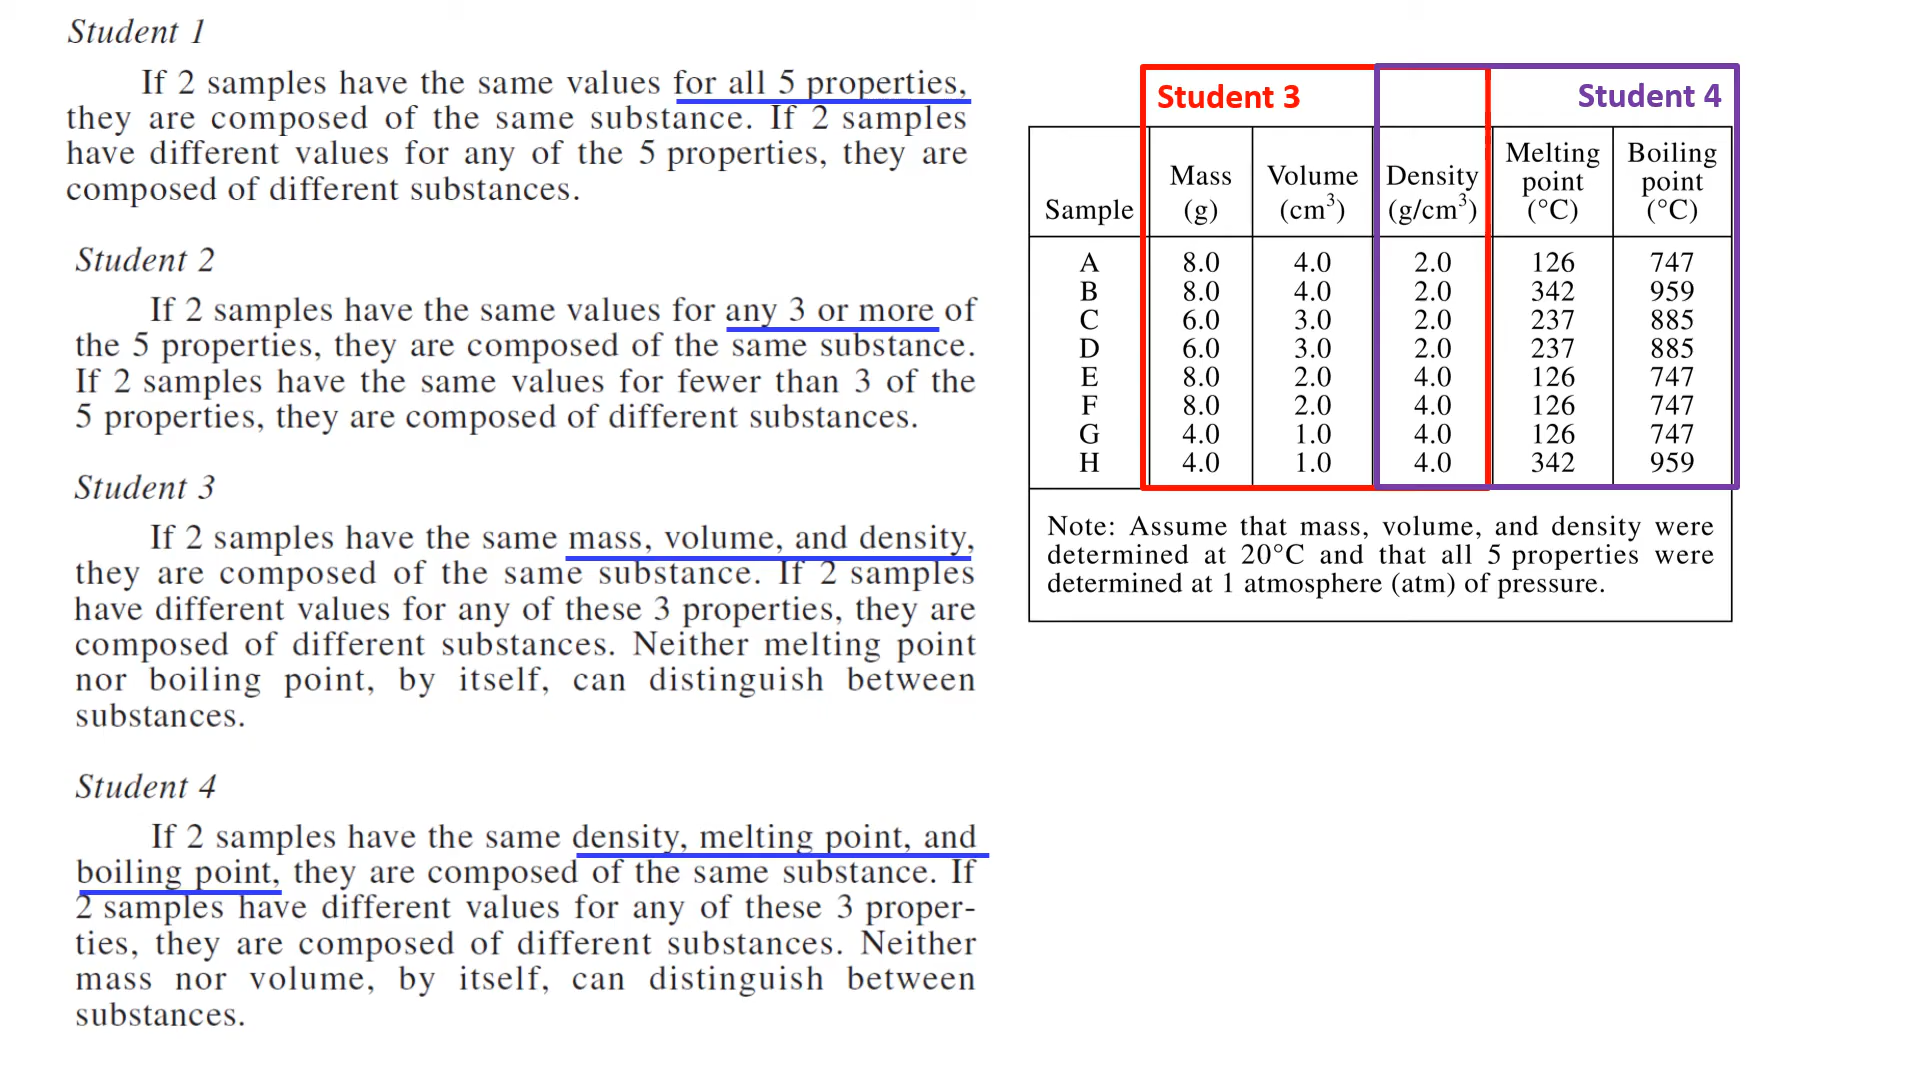 Student 1
If 2 samples have the same values for all 5 properties,
they are composed of the same substance. If 2 samples
have different values for any of the 5 properties, they are
composed of different substances.
Student 2
If 2 samples have the same values for any 3 or more of
the 5 properties, they are composed of the same substance.
If 2 samples have the same values for fewer than 3 of the
5 properties, they are composed of different substances.
Student 3
If 2 samples have the same mass, volume, and density,
they are composed of the same substance. If 2 samples
have different values for any of these 3 properties, they are
composed of different substances. Neither melting point
nor boiling point, by itself, can distinguish between
substances.
Student 4
If 2 samples have the same density, melting point, and
boiling point, they are composed of the same substance. If
2 samples have different values for any of these 3 proper-
ties, they are composed of different substances. Neither
mass nor volume, by itself, can distinguish between
substances.
Student 3 Student 4
Sample Mass (g) Volume (cm³) Density (g/cm³) Melting point (°C) Boiling point (°C)
A 8.0 4.0 2.0 126 747
B 8.0 4.0 2.0 342 959
C 6.0 3.0 2.0 237 885
D 6.0 3.0 2.0 237 885
E 8.0 2.0 4.0 126 747
F 8.0 2.0 4.0 126 747
G 4.0 1.0 4.0 126 747
H 4.0 1.0 4.0 342 959
Note: Assume that mass, volume, and density were
determined at 20°C and that all 5 properties were
determined at 1 atmosphere (atm) of pressure.